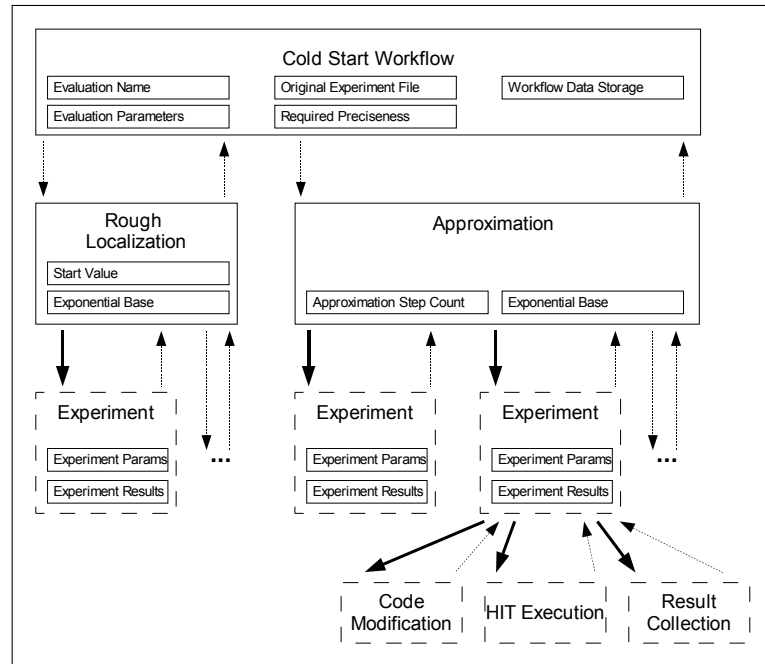 Cold Start Workflow
Evaluation Name
Original Experiment File
Workflow Data Storage
Evaluation Parameters
Required Preciseness
Rough
Localization
Start Value
Exponential Base
Approximation
Approximation Step Count
Exponential Base
Experiment
Experiment Params
Experiment Results
...
Experiment
Experiment Params
Experiment Results
Experiment
Experiment Params
Experiment Results
...
Code
Modification
HIT Execution
Result
Collection